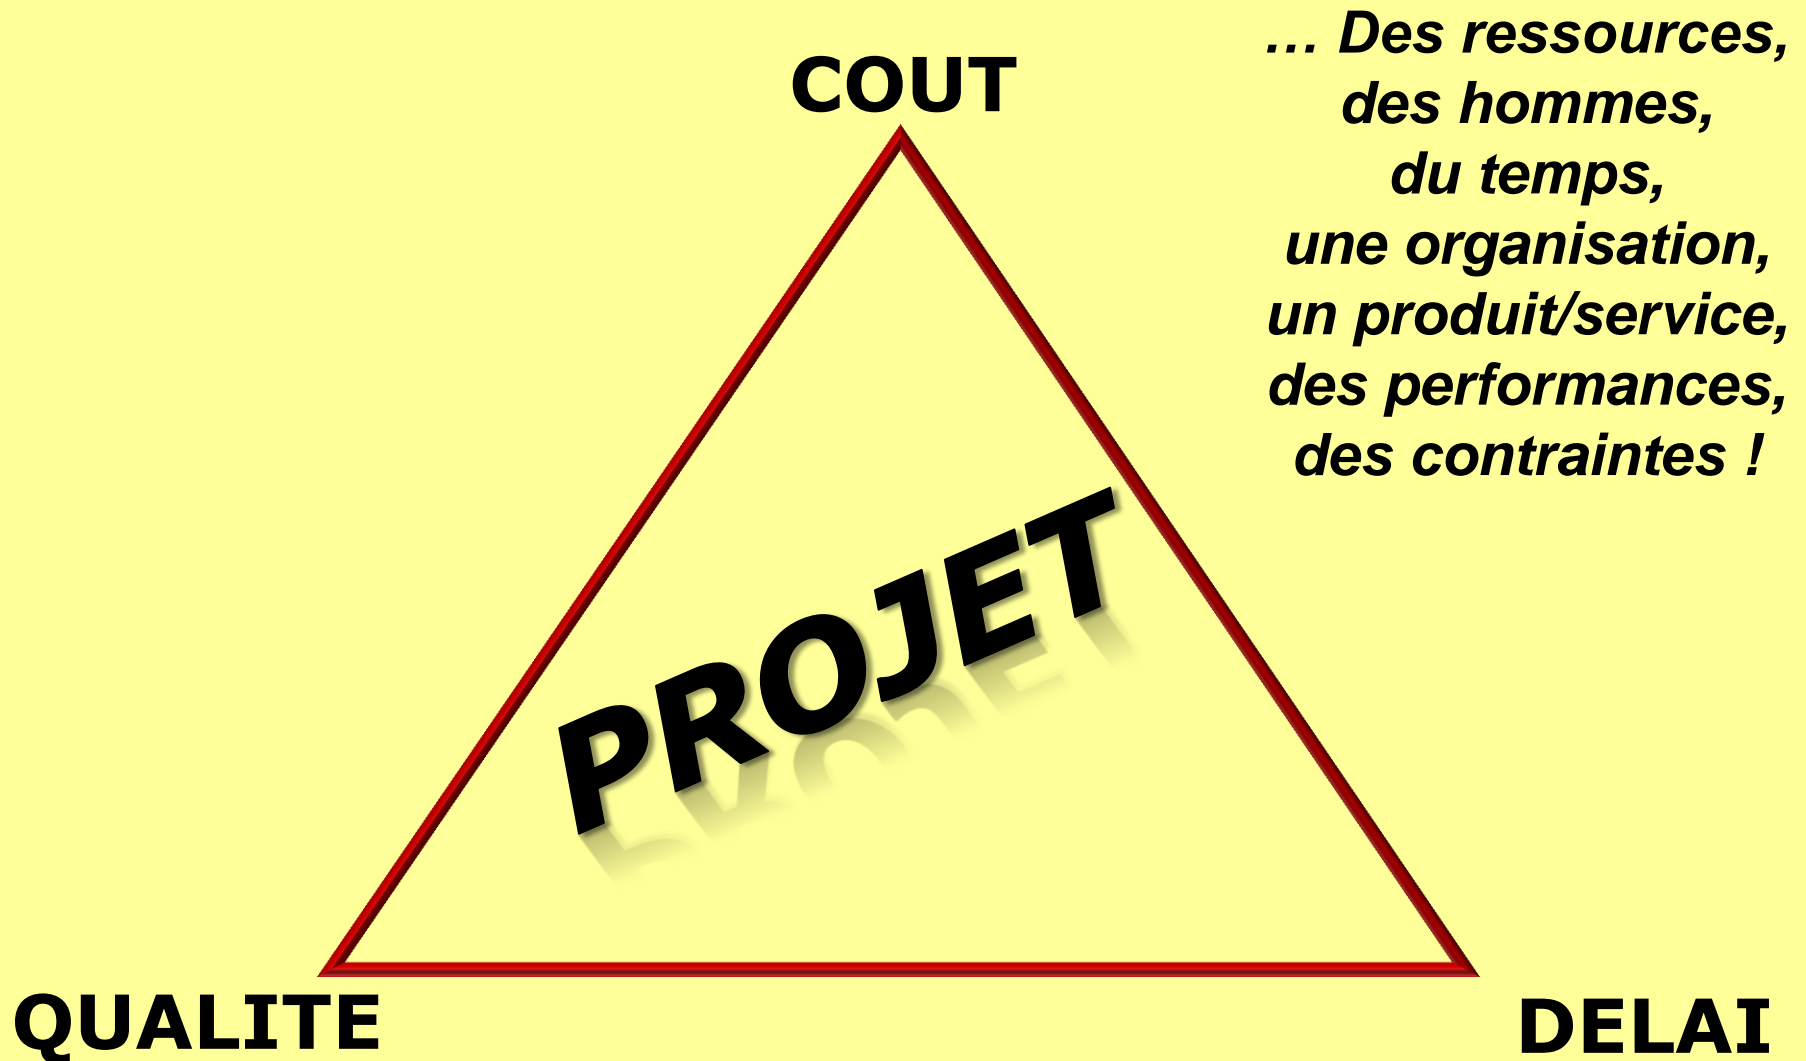 … Des ressources,
des hommes,
du temps,
une organisation,
un produit/service,
des performances,
des contraintes !
COUT
PROJET
QUALITE
DELAI